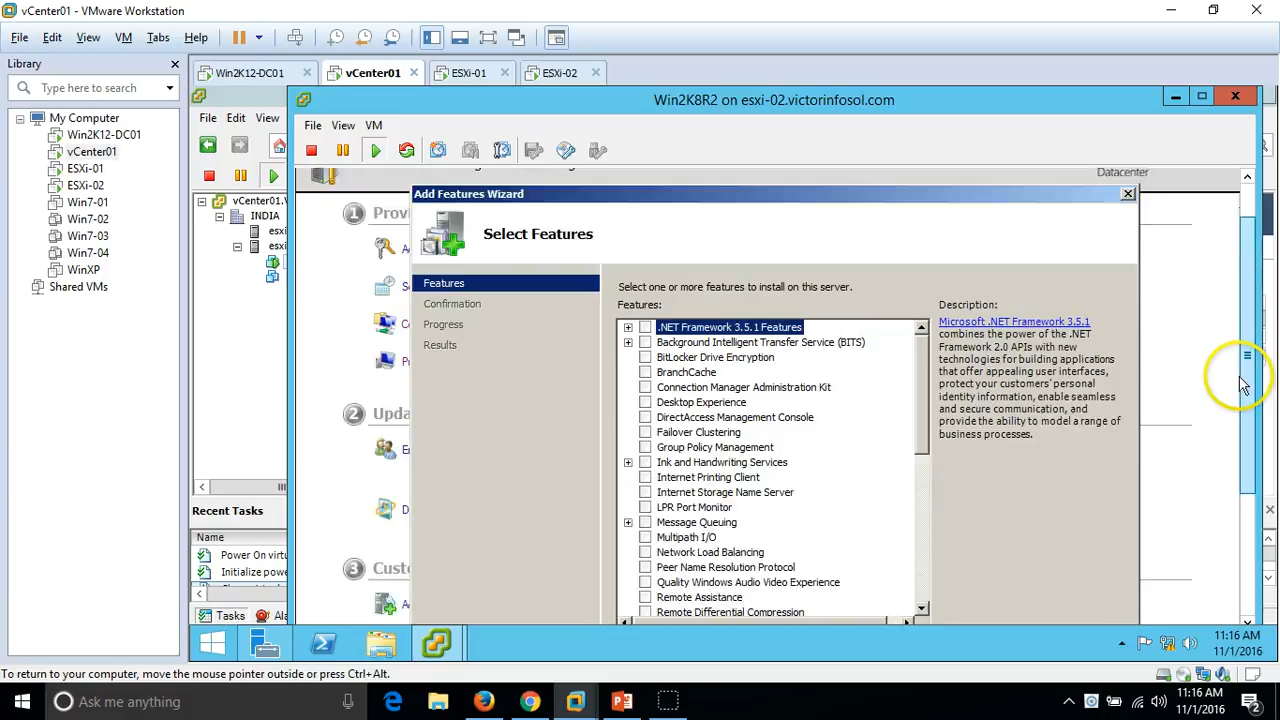 vCenter01 - VMware Workstation
File Edit View VM Tabs Help
Library
Type here to search
My Computer
Win2K12-DC01
vCenter01
ESXi-01
ESXi-02
Win7-01
Win7-02
Win7-03
Win7-04
WinXP
Shared VMs
Win2K12-DC01 vCenter01 ESXi-01 ESXi-02
File Edit View
vCenter01.V
INDIA
esxi
esxi
Recent Tasks
Name
Power On virtu
Initialize powe
Tasks Ala
Win2K8R2 on esxi-02.victorinfosol.com
File View VM
Datacenter
1 Provi
2 Upda
3 Custo
Add Features Wizard
Select Features
Features
Confirmation
Progress
Results
Select one or more features to install on this server.
Features:
.NET Framework 3.5.1 Features
Background Intelligent Transfer Service (BITS)
BitLocker Drive Encryption
BranchCache
Connection Manager Administration Kit
Desktop Experience
DirectAccess Management Console
Failover Clustering
Group Policy Management
Ink and Handwriting Services
Internet Printing Client
Internet Storage Name Server
LPR Port Monitor
Message Queuing
Multipath I/O
Network Load Balancing
Peer Name Resolution Protocol
Quality Windows Audio Video Experience
Remote Assistance
Remote Differential Compression
Description:
Microsoft .NET Framework 3.5.1
combines the power of the .NET
Framework 2.0 APIs with new
technologies for building applications
that offer appealing user interfaces,
protect your customers' personal
identity information, enable seamless
and secure communication, and
provide the ability to model a range of
business processes.
11:16 AM
11/1/2016
To return to your computer, move the mouse pointer outside or press Ctrl+Alt.
Ask me anything
11:16 AM
11/1/2016
2